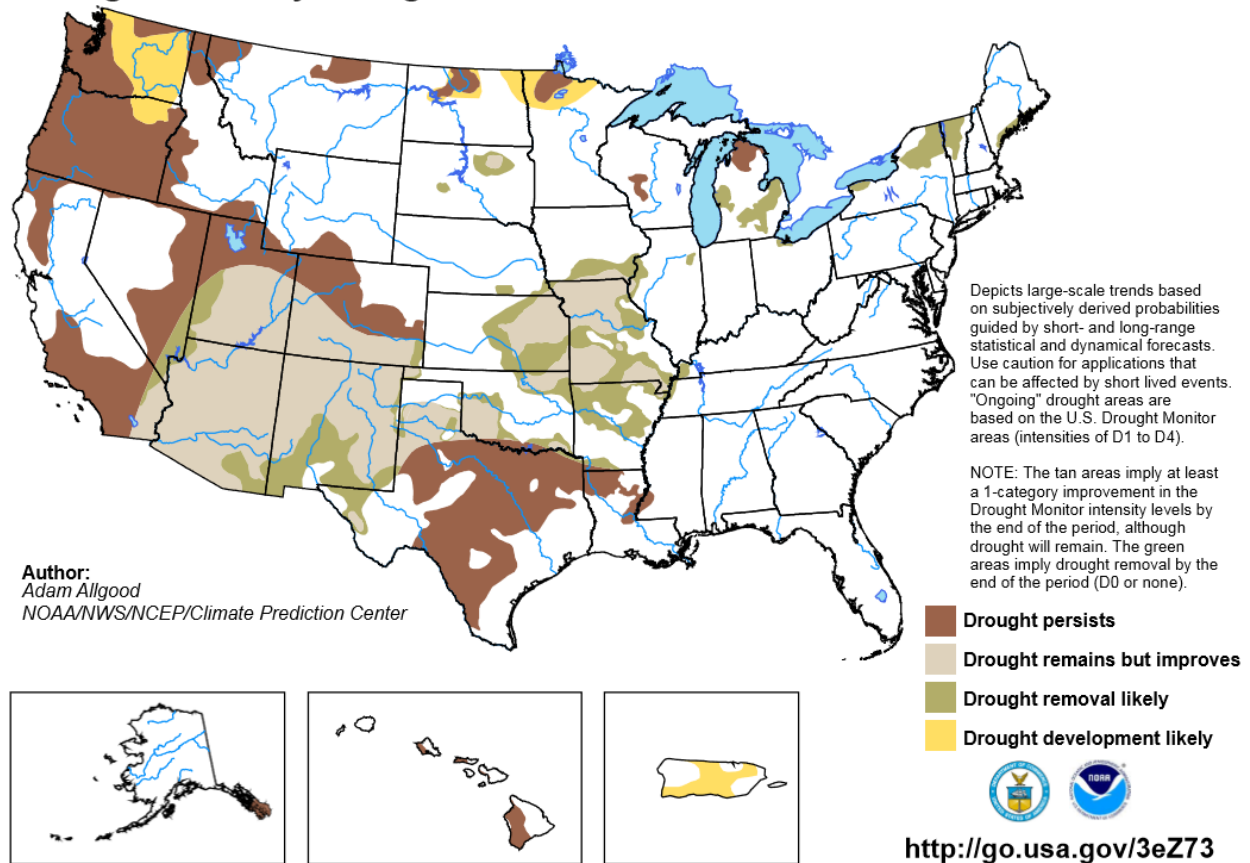 Depicts large-scale trends based
on subjectively derived probabilities
guided by short- and long-range
statistical and dynamical forecasts.
Use caution for applications that
can be affected by short lived events.
"Ongoing" drought areas are
based on the U.S. Drought Monitor
areas (intensities of D1 to D4).
NOTE: The tan areas imply at least
a 1-category improvement in the
Drought Monitor intensity levels by
the end of the period, although
drought will remain. The green
areas imply drought removal by the
end of the period (D0 or none).
Author:
Adam Allgood
NOAA/NWS/NCEP/Climate Prediction Center
Drought persists
Drought remains but improves
Drought removal likely
Drought development likely
NOAA
http://go.usa.gov/3eZ73